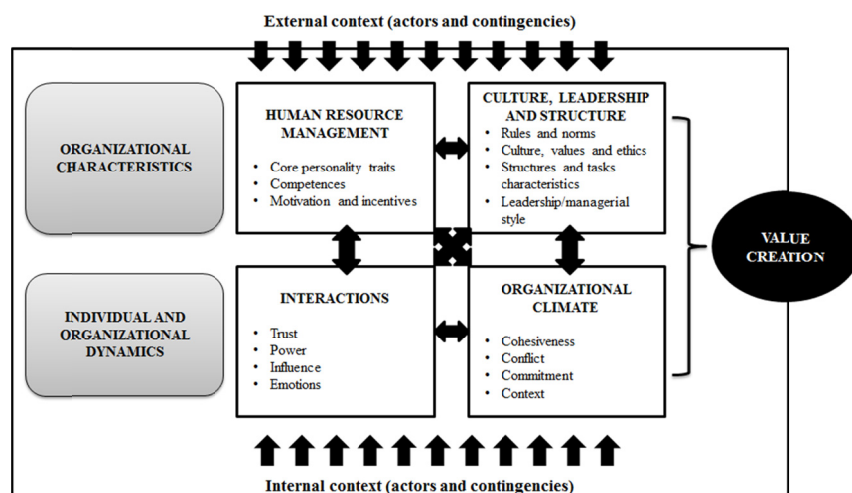 External context (actors and contingencies)
ORGANIZATIONAL
CHARACTERISTICS
HUMAN RESOURCE
MANAGEMENT
• Core personality traits
• Competences
• Motivation and incentives
CULTURE, LEADERSHIP
AND STRUCTURE
• Rules and norms
• Culture, values and ethics
• Structures and tasks
characteristics
• Leadership/managerial
style
VALUE
CREATION
INDIVIDUAL AND
ORGANIZATIONAL
DYNAMICS
INTERACTIONS
• Trust
• Power
• Influence
• Emotions
ORGANIZATIONAL
CLIMATE
• Cohesiveness
• Conflict
• Commitment
• Context
Internal context (actors and contingencies)